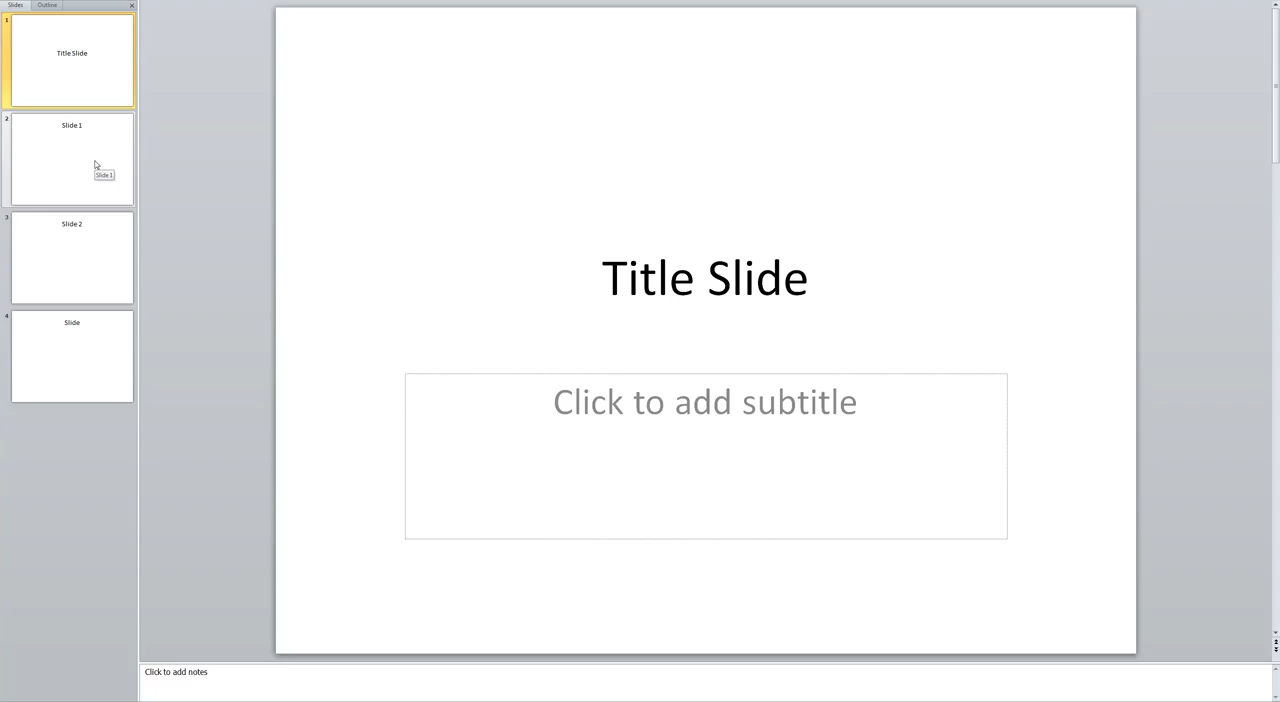 Slides Outline
1
Title Slide
2
Slide 1
Slide 1
3
Slide 2
4
Slide
Title Slide
Click to add subtitle
Click to add notes